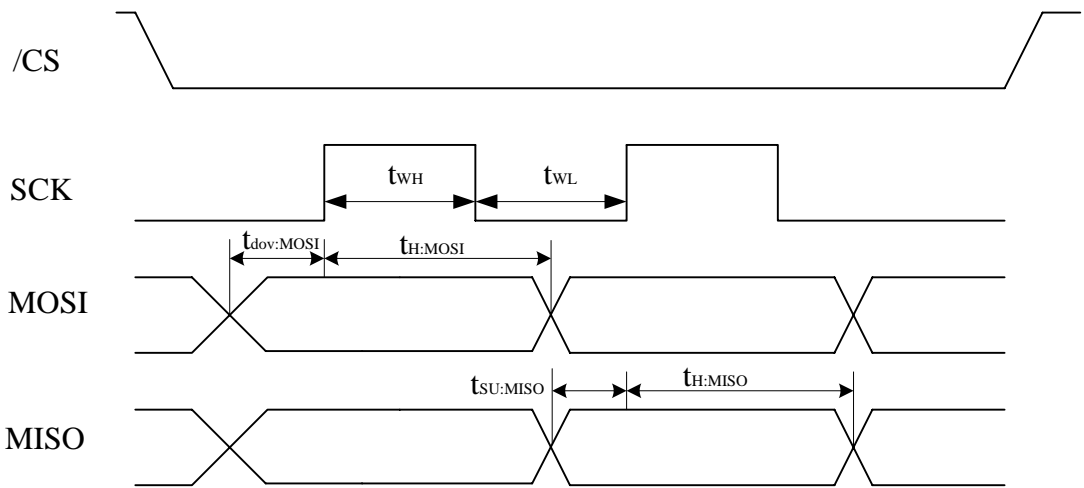 /CS
SCK
tWH
tWL
tdov:MOSI
tH:MOSI
MOSI
tSU:MISO
tH:MISO
MISO